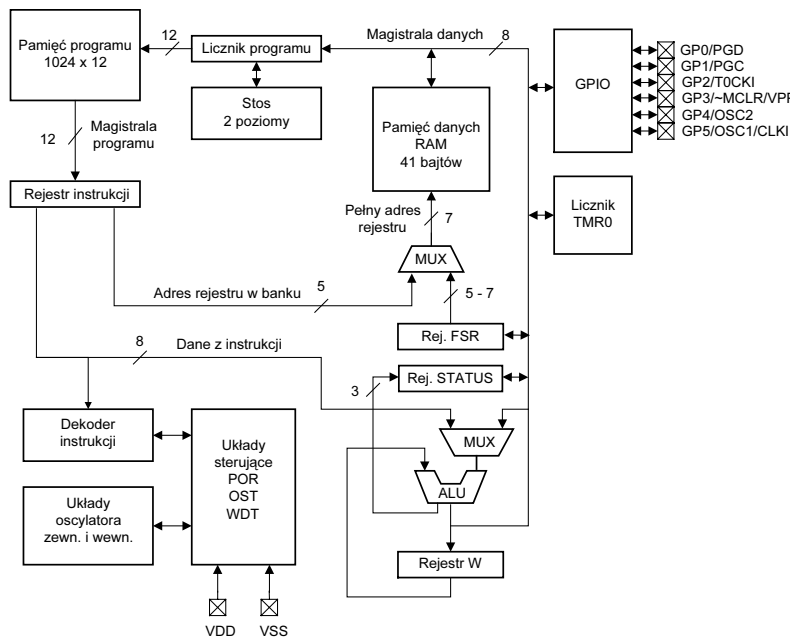 Pamięć programu
1024 x 12
12
Licznik programu
Magistrala danych
8
Stos
2 poziomy
GPIO
GP0/PGD
GP1/PGC
GP2/T0CKI
GP3/~MCLR/VPP
GP4/OSC2
GP5/OSC1/CLKI
12
Magistrala
programu
Pamięć danych
RAM
41 bajtów
Rejestr instrukcji
Pełny adres
rejestru
7
Licznik
TMR0
MUX
Adres rejestru w banku
5
5 - 7
Rej. FSR
8
Dane z instrukcji
Rej. STATUS
3
Dekoder
instrukcji
Układy
sterujące
POR
OST
WDT
MUX
ALU
Układy
oscylatora
zewn. i wewn.
Rejestr W
VDD
VSS